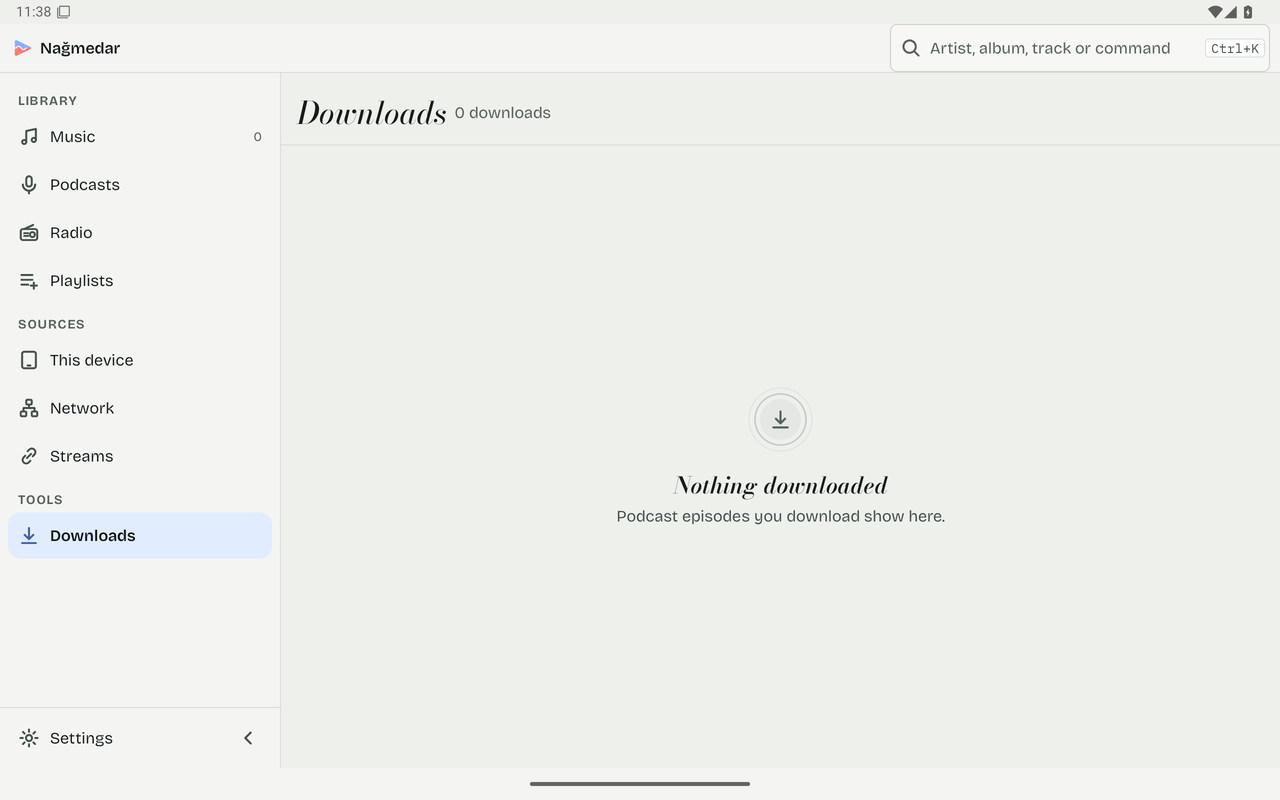 11:38
Nağmedar
Artist, album, track or command
Ctrl+K
LIBRARY
Music
0
Podcasts
Radio
Playlists
SOURCES
This device
Network
Streams
TOOLS
Downloads
Settings
Downloads 0 downloads
Nothing downloaded
Podcast episodes you download show here.